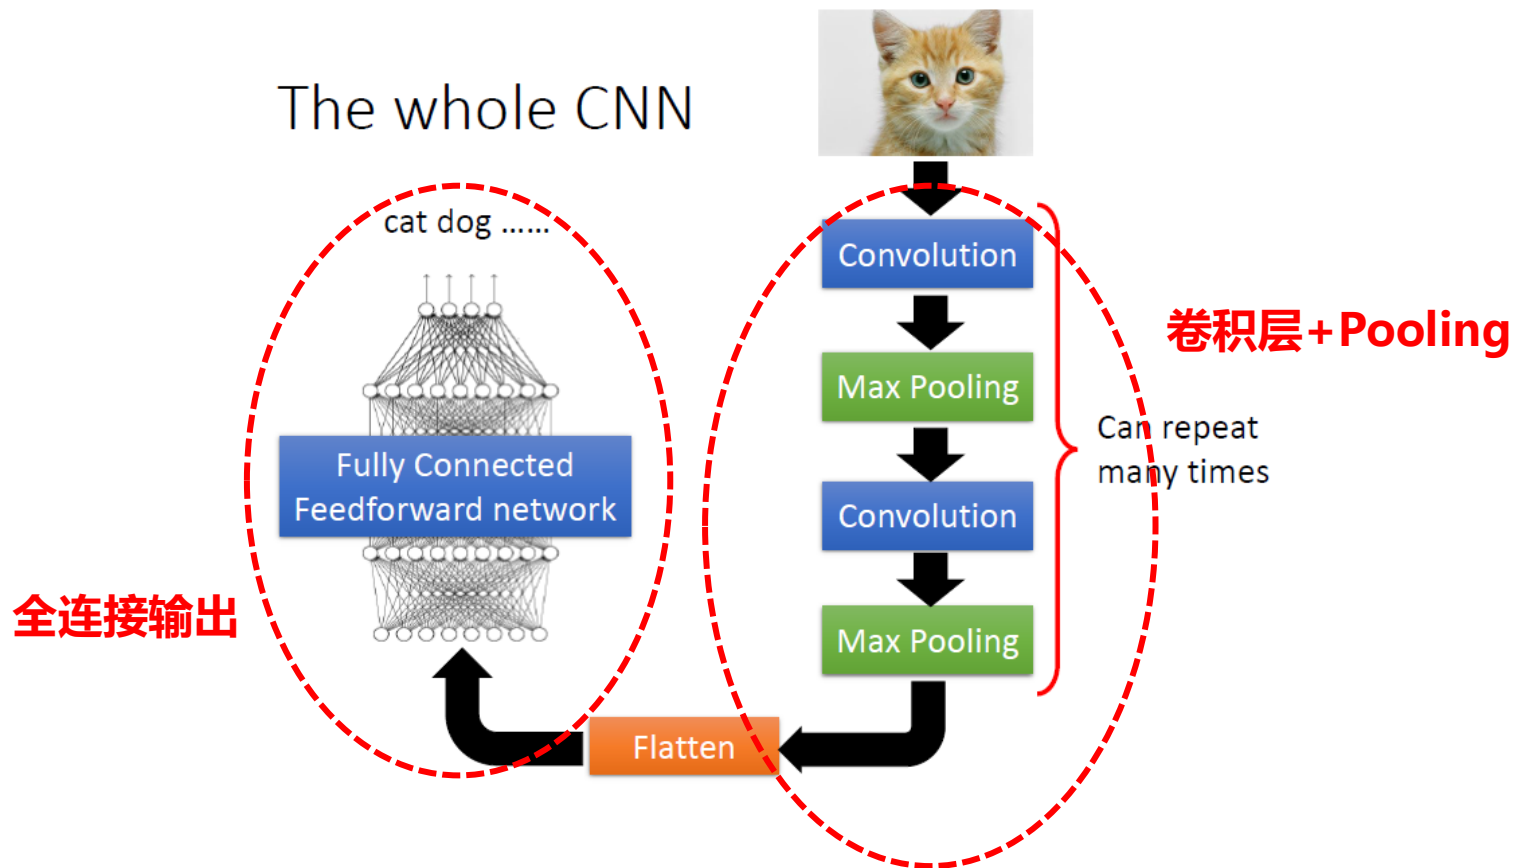 The whole CNN
cat dog ......
Convolution
卷积层+Pooling
Max Pooling
Can repeat
many times
Fully Connected
Feedforward network
Convolution
全连接输出
Max Pooling
Flatten